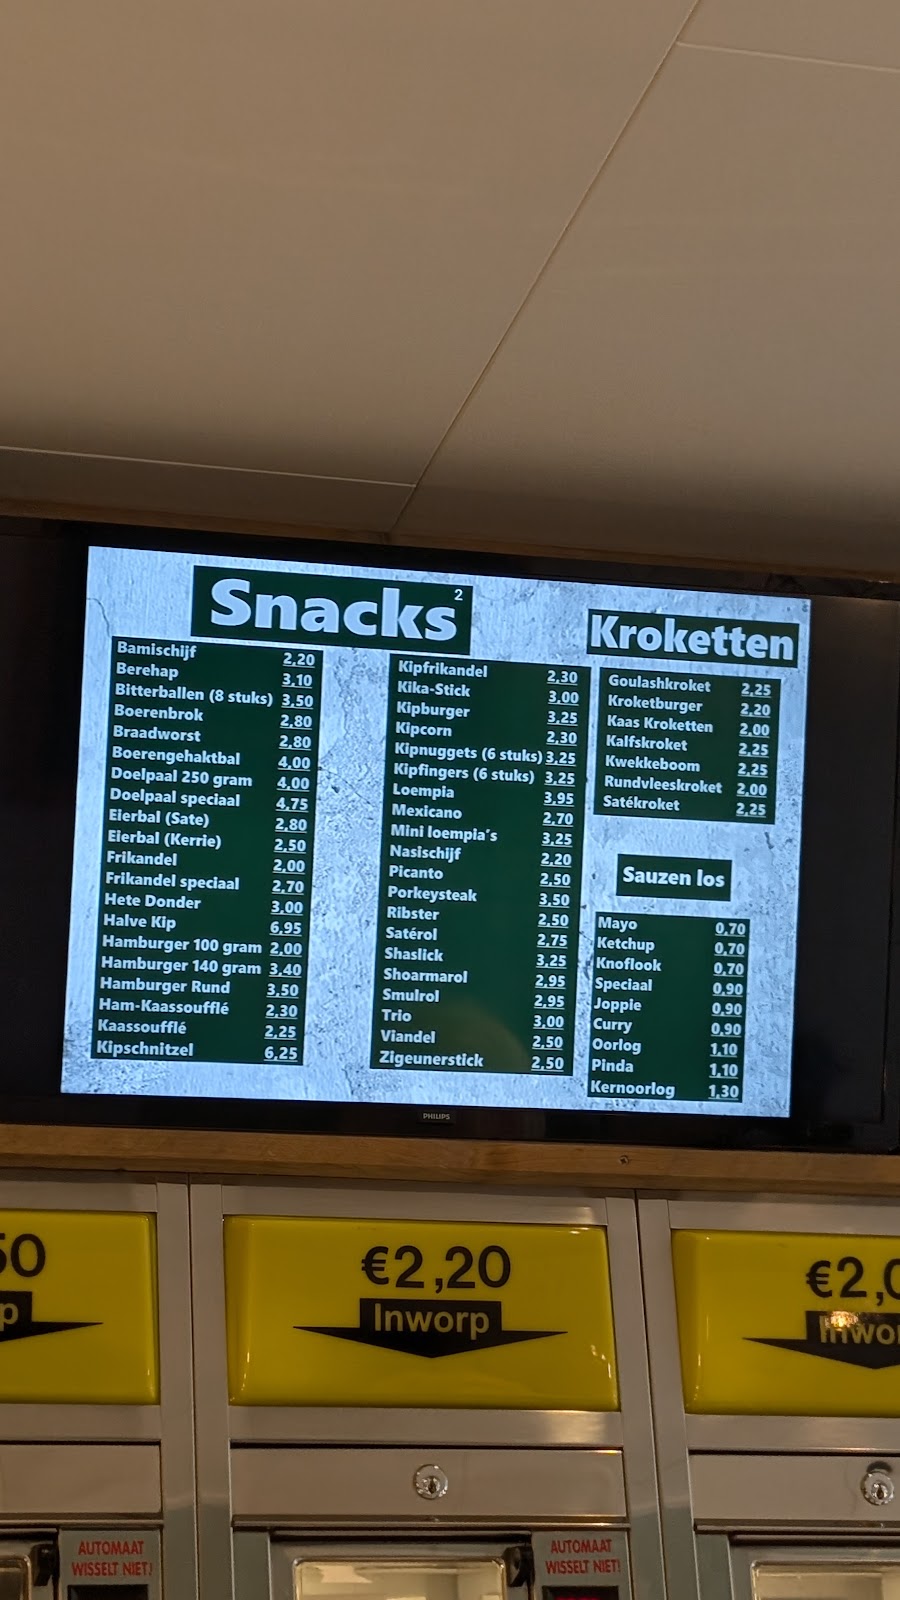 Snacks 2
Bamischijf 2,20
Berehap 3,10
Bitterballen (8 stuks) 3,50
Boerenbrok 2,80
Braadworst 2,80
Boerengehaktbal 4,00
Doelpaal 250 gram 4,00
Doelpaal speciaal 4,75
Eierbal (Sate) 2,80
Eierbal (Kerrie) 2,50
Frikandel 2,00
Frikandel speciaal 2,70
Hete Donder 3,00
Halve Kip 6,95
Hamburger 100 gram 2,00
Hamburger 140 gram 3,40
Hamburger Rund 3,50
Ham-Kaassoufflé 2,30
Kaassoufflé 2,25
Kipschnitzel 6,25
Kipfrikandel 2,30
Kika-Stick 3,00
Kipburger 3,25
Kipcorn 2,30
Kipnuggets (6 stuks) 3,25
Kipfingers (6 stuks) 3,25
Loempia 3,95
Mexicano 2,70
Mini loempia's 3,25
Nasischijf 2,20
Picanto 2,50
Porkeysteak 3,50
Ribster 2,50
Satérol 2,75
Shaslick 3,25
Shoarmarol 2,95
Smulrol 2,95
Trio 3,00
Viandel 2,50
Zigeunerstick 2,50
Kroketten
Goulashkroket 2,25
Kroketburger 2,20
Kaas Kroketten 2,00
Kalfskroket 2,25
Kwekkeboom 2,25
Rundvleeskroket 2,00
Satékroket 2,25
Sauzen los
Mayo 0,70
Ketchup 0,70
Knoflook 0,70
Speciaal 0,90
Joppie 0,90
Curry 0,90
Oorlog 1,10
Pinda 1,10
Kernoorlog 1,30
PHILIPS
50
p
€2,20
Inworp
€2,0
Inwor
AUTOMAAT
WISSELT NIET!
AUTOMAAT
WISSELT NIET!